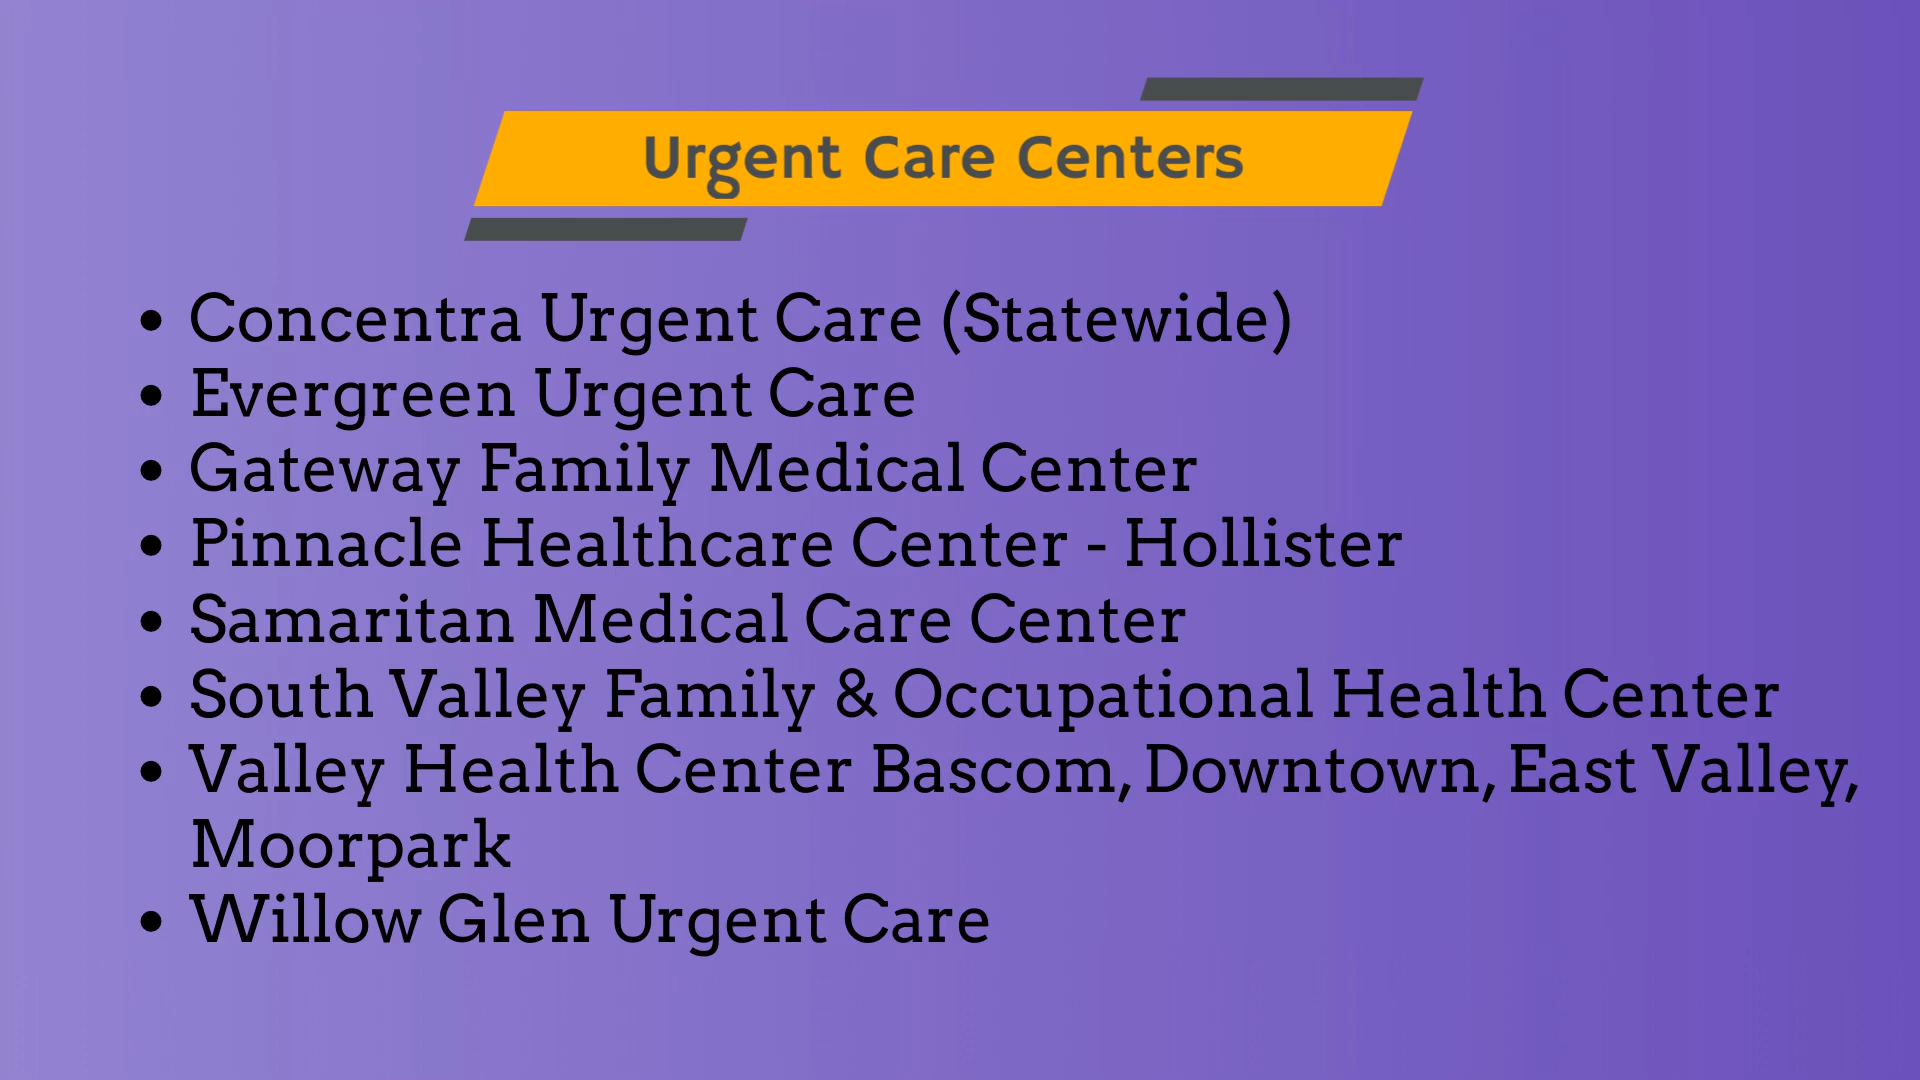 Urgent Care Centers
• Concentra Urgent Care (Statewide)
• Evergreen Urgent Care
• Gateway Family Medical Center
• Pinnacle Healthcare Center - Hollister
• Samaritan Medical Care Center
• South Valley Family & Occupational Health Center
• Valley Health Center Bascom, Downtown, East Valley,
Moorpark
• Willow Glen Urgent Care